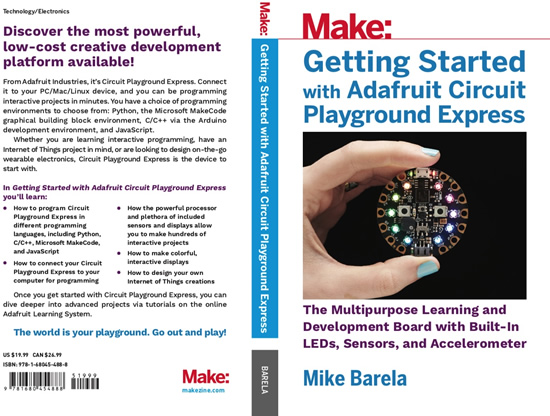 Technology/Electronics
Discover the most powerful,
low-cost creative development
platform available!
From Adafruit Industries, it's Circuit Playground Express. Connect
it to your PC/Mac/Linux device, and you can be programming
interactive projects in minutes. You have a choice of programming
environments to choose from: Python, the Microsoft MakeCode
graphical building block environment, C/C++ via the Arduino
development environment, and JavaScript.
Whether you are learning interactive programming, have an
Internet of Things project in mind, or are looking to design on-the-go
wearable electronics, Circuit Playground Express is the device to
start with.
In Getting Started with Adafruit Circuit Playground Express
you'll learn:
• How to program Circuit
Playground Express in
different programming
languages, including Python,
C/C++, Microsoft MakeCode,
and JavaScript
• How to connect your Circuit
Playground Express to your
computer for programming
• How the powerful processor
and plethora of included
sensors and displays allow
you to make hundreds of
interactive projects
• How to make colorful,
interactive displays
• How to design your own
Internet of Things creations
Once you get started with Circuit Playground Express, you can
dive deeper into advanced projects via tutorials on the online
Adafruit Learning System.
The world is your playground. Go out and play!
US $19.99 CAN $26.99
ISBN: 978-1-68045-488-8
51999
9 781680 454888
Make:
makezine.com
Make:
Getting Started with Adafruit Circuit Playground Express
BARELA
Make:
Getting Started
with Adafruit Circuit
Playground Express
The Multipurpose Learning and
Development Board with Built-In
LEDs, Sensors, and Accelerometer
Mike Barela